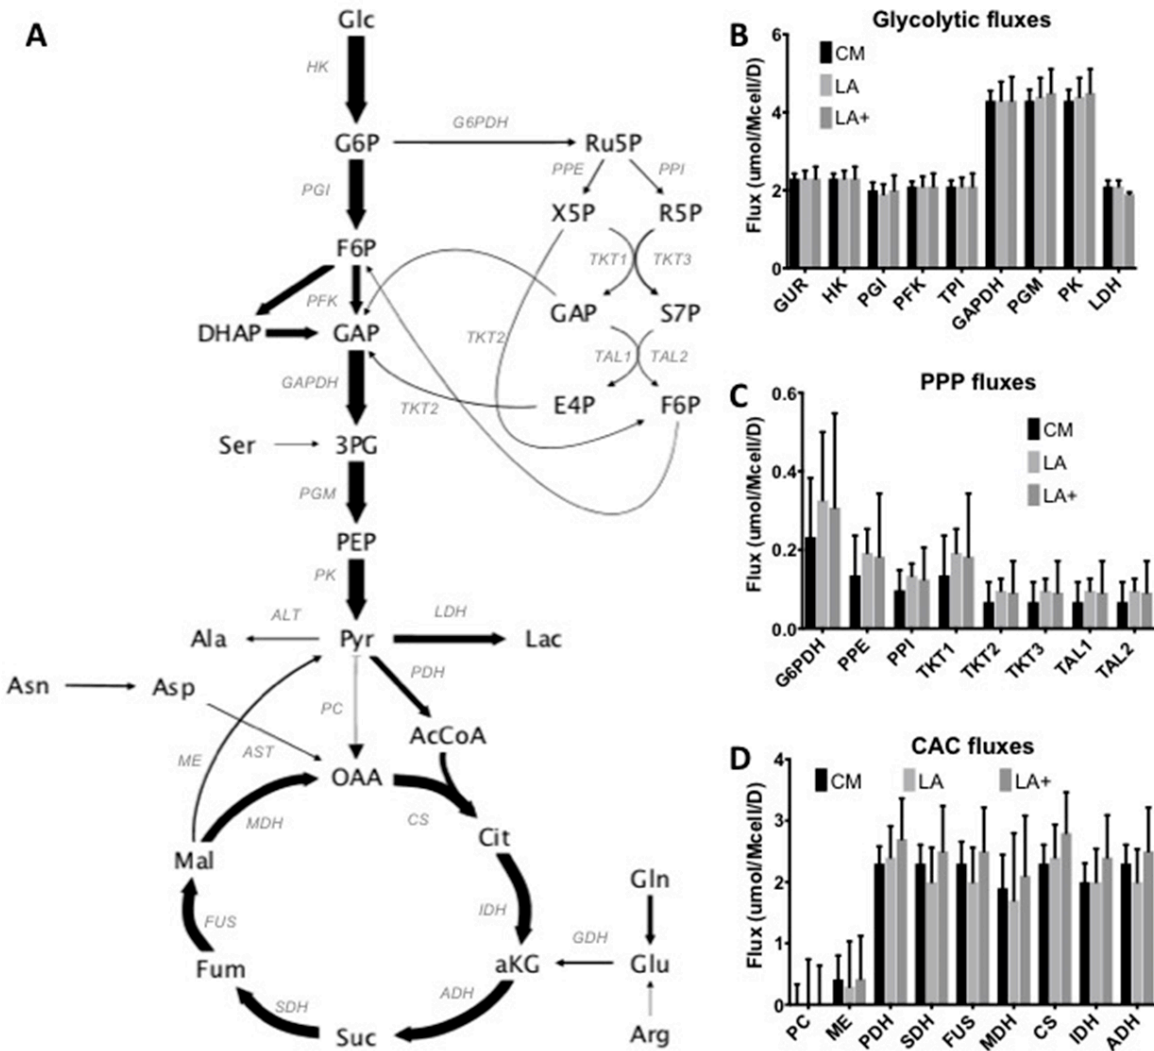 A
Glc
HK
G6P
G6PDH
Ru5P
PGI
PPE
PPI
X5P
R5P
F6P
TKT1
TKT3
PFK
DHAP
GAP
GAP
S7P
TKT2
TAL1
TAL2
GAPDH
TKT2
E4P
F6P
Ser
3PG
PGM
PEP
PK
ALT
LDH
Ala
Pyr
Lac
PDH
Asn
Asp
PC
AcCoA
ME
AST
OAA
MDH
CS
Mal
Cit
Gln
FUS
IDH
GDH
Fum
aKG
Glu
SDH
ADH
Suc
Arg
B
Glycolytic fluxes
Flux (umol/Mcell/D)
6
4
2
0
CM
LA
LA+
GUR
HK
PGI
PFK
TPI
GAPDH
PGM
PK
LDH
C
PPP fluxes
Flux (umol/Mcell/D)
0.6
0.4
0.2
0.0
CM
LA
LA+
G6PDH
PPE
PPI
TKT1
TKT2
TKT3
TAL1
TAL2
D
CAC fluxes
Flux (umol/Mcell/D)
4
3
2
1
0
CM
LA
LA+
PC
ME
PDH
SDH
FUS
MDH
CS
IDH
ADH